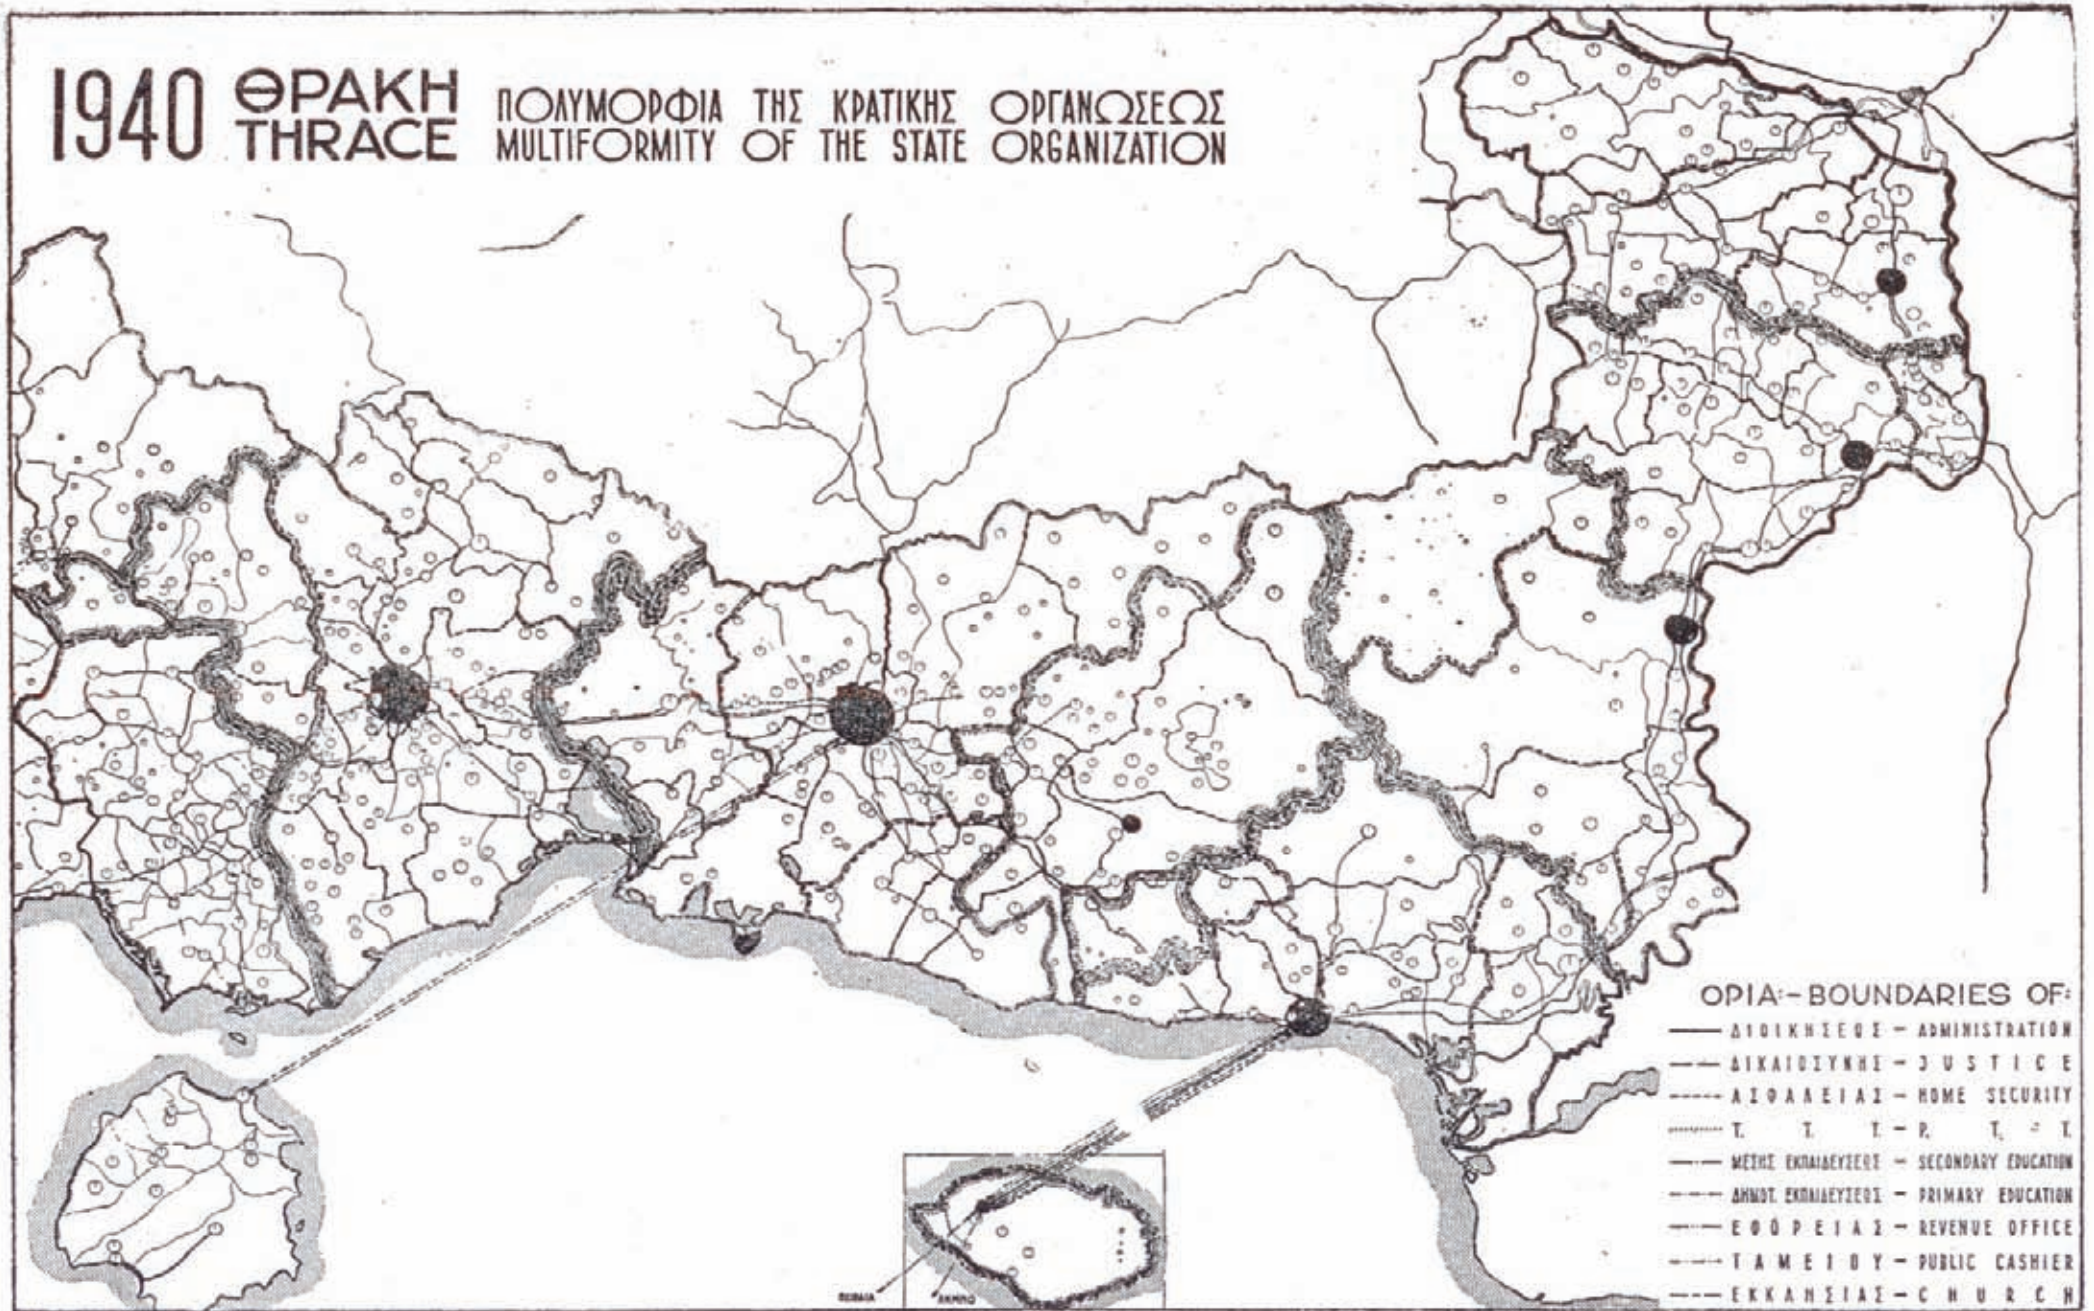 1940 ΘΡΑΚΗ ΠΟΛΥΜΟΡΦΙΑ ΤΗΣ ΚΡΑΤΙΚΗΣ ΟΡΓΑΝΩΣΕΩΣ
THRACE MULTIFORMITY OF THE STATE ORGANIZATION
ΟΡΙΑ:-BOUNDARIES OF:
ΔΙΟΙΚΗΣΕΩΣ - ADMINISTRATION
ΔΙΚΑΙΟΣΥΝΗΣ - JUSTICE
ΑΣΦΑΛΕΙΑΣ - HOME SECURITY
Τ. Τ. Τ. - P. T. T.
ΜΕΣΗΣ ΕΚΠΑΙΔΕΥΣΕΩΣ - SECONDARY EDUCATION
ΔΗΜΟΤ. ΕΚΠΑΙΔΕΥΣΕΩΣ - PRIMARY EDUCATION
ΕΦΟΡΕΙΑΣ - REVENUE OFFICE
ΤΑΜΕΙΟΥ - PUBLIC CASHIER
ΕΚΚΛΗΣΙΑΣ - CHURCH